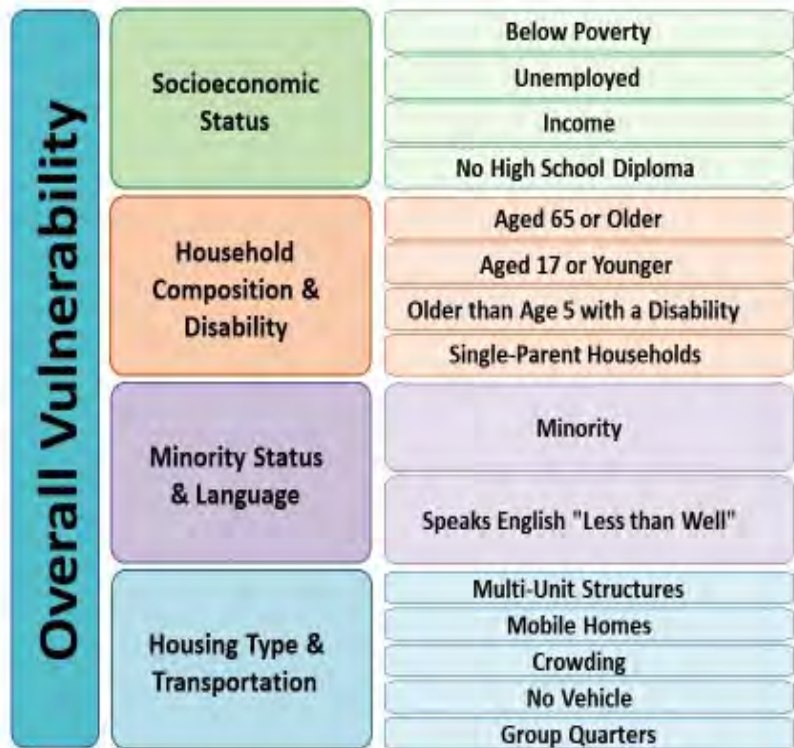 Overall Vulnerability
Socioeconomic
Status
Below Poverty
Unemployed
Income
No High School Diploma
Household
Composition &
Disability
Aged 65 or Older
Aged 17 or Younger
Older than Age 5 with a Disability
Single-Parent Households
Minority Status
& Language
Minority
Speaks English "Less than Well"
Housing Type &
Transportation
Multi-Unit Structures
Mobile Homes
Crowding
No Vehicle
Group Quarters